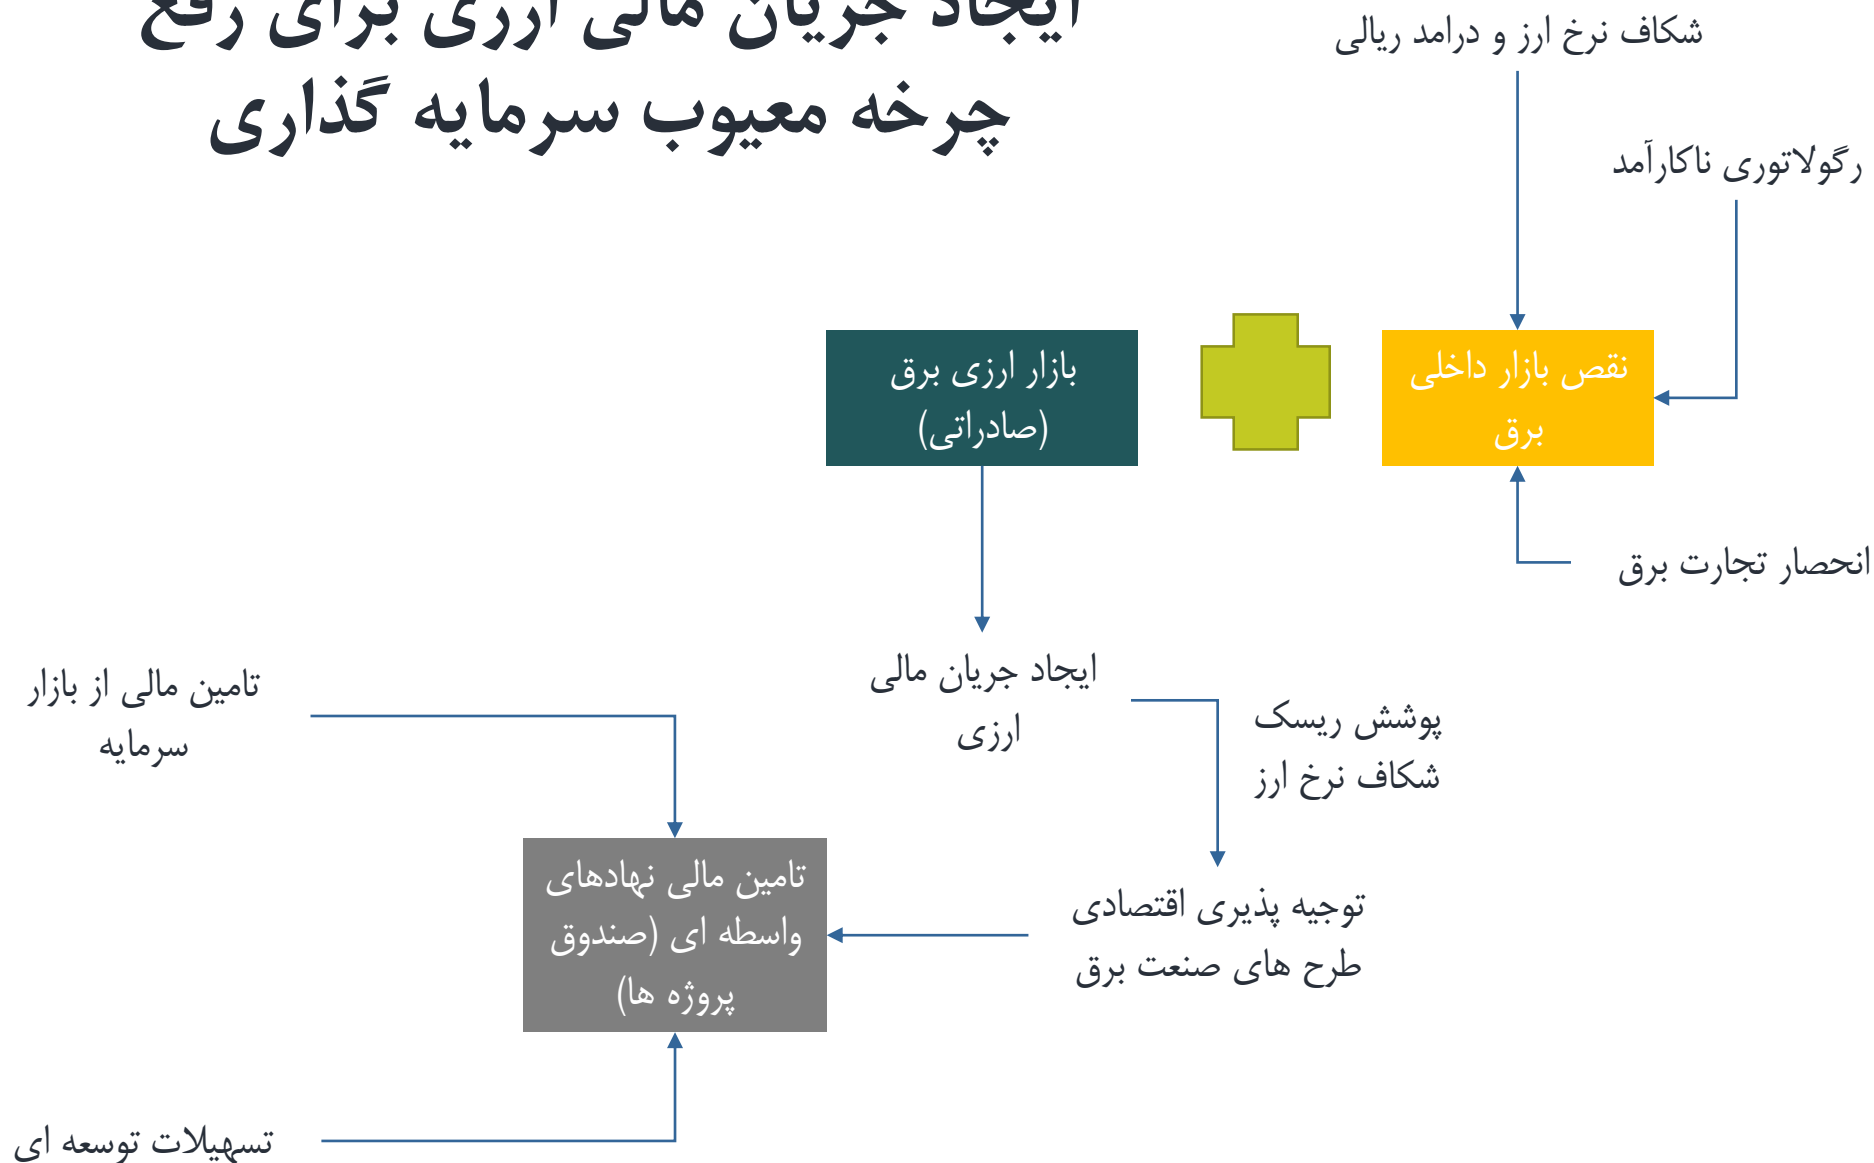 ایجاد جریان مالی ارزی برای رفع
چرخه معیوب سرمایه گذاری
شکاف نرخ ارز و درامد ریالی
رگولاتوری ناکارآمد
نقص بازار داخلی
برق
بازار ارزی برق
(صادراتی)
انحصار تجارت برق
ایجاد جریان مالی
ارزی
پوشش ریسک
شکاف نرخ ارز
تامین مالی از بازار
سرمایه
توجیه پذیری اقتصادی
طرح های صنعت برق
تامین مالی نهادهای
واسطه ای (صندوق
پروژه ها)
تسهیلات توسعه ای